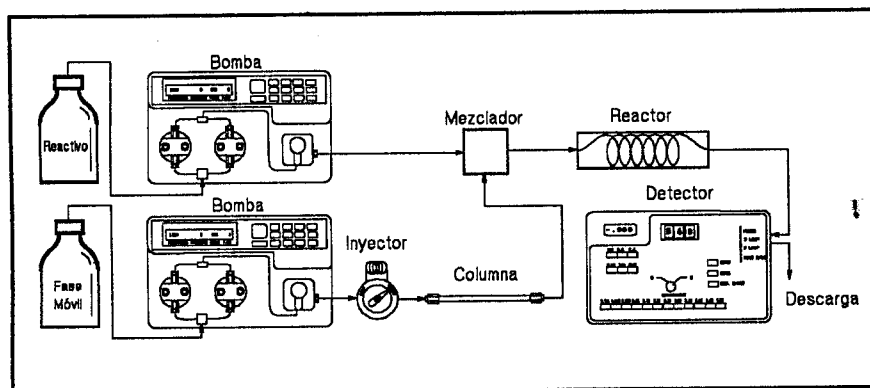 Bomba
Reactivo
Mezclador
Reactor
Bomba
Detector
Inyector
Columna
Fase
Móvil
Descarga